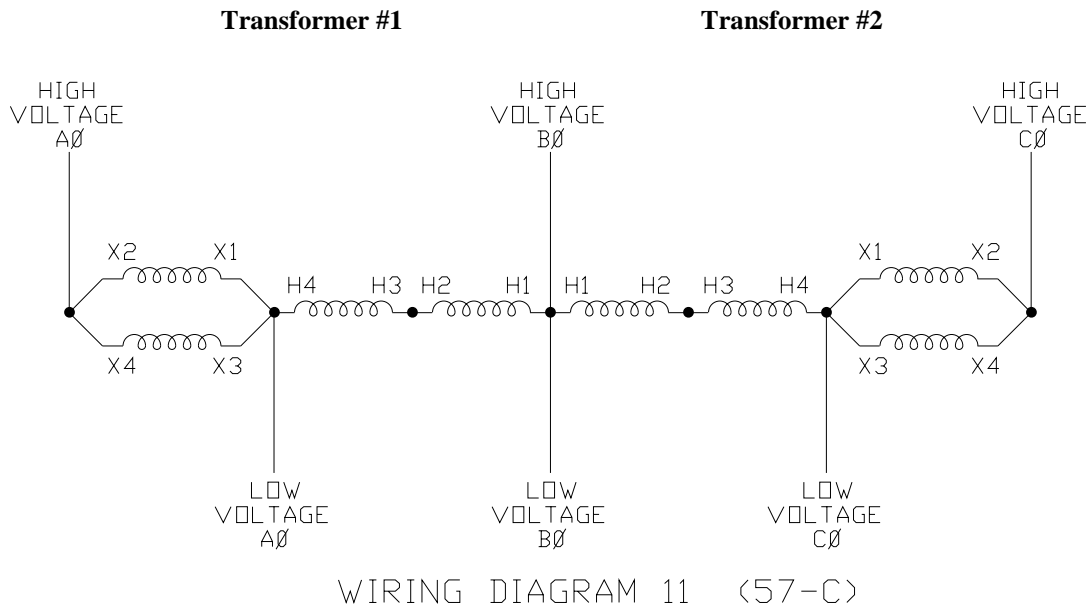 Transformer #1
Transformer #2
HIGH
VOLTAGE
AØ
HIGH
VOLTAGE
BØ
HIGH
VOLTAGE
CØ
X2 X1
X1 X2
H4 H3 H2 H1 H1 H2 H3 H4
X4 X3
X3 X4
LOW
VOLTAGE
AØ
LOW
VOLTAGE
BØ
LOW
VOLTAGE
CØ
WIRING DIAGRAM 11 (57-C)